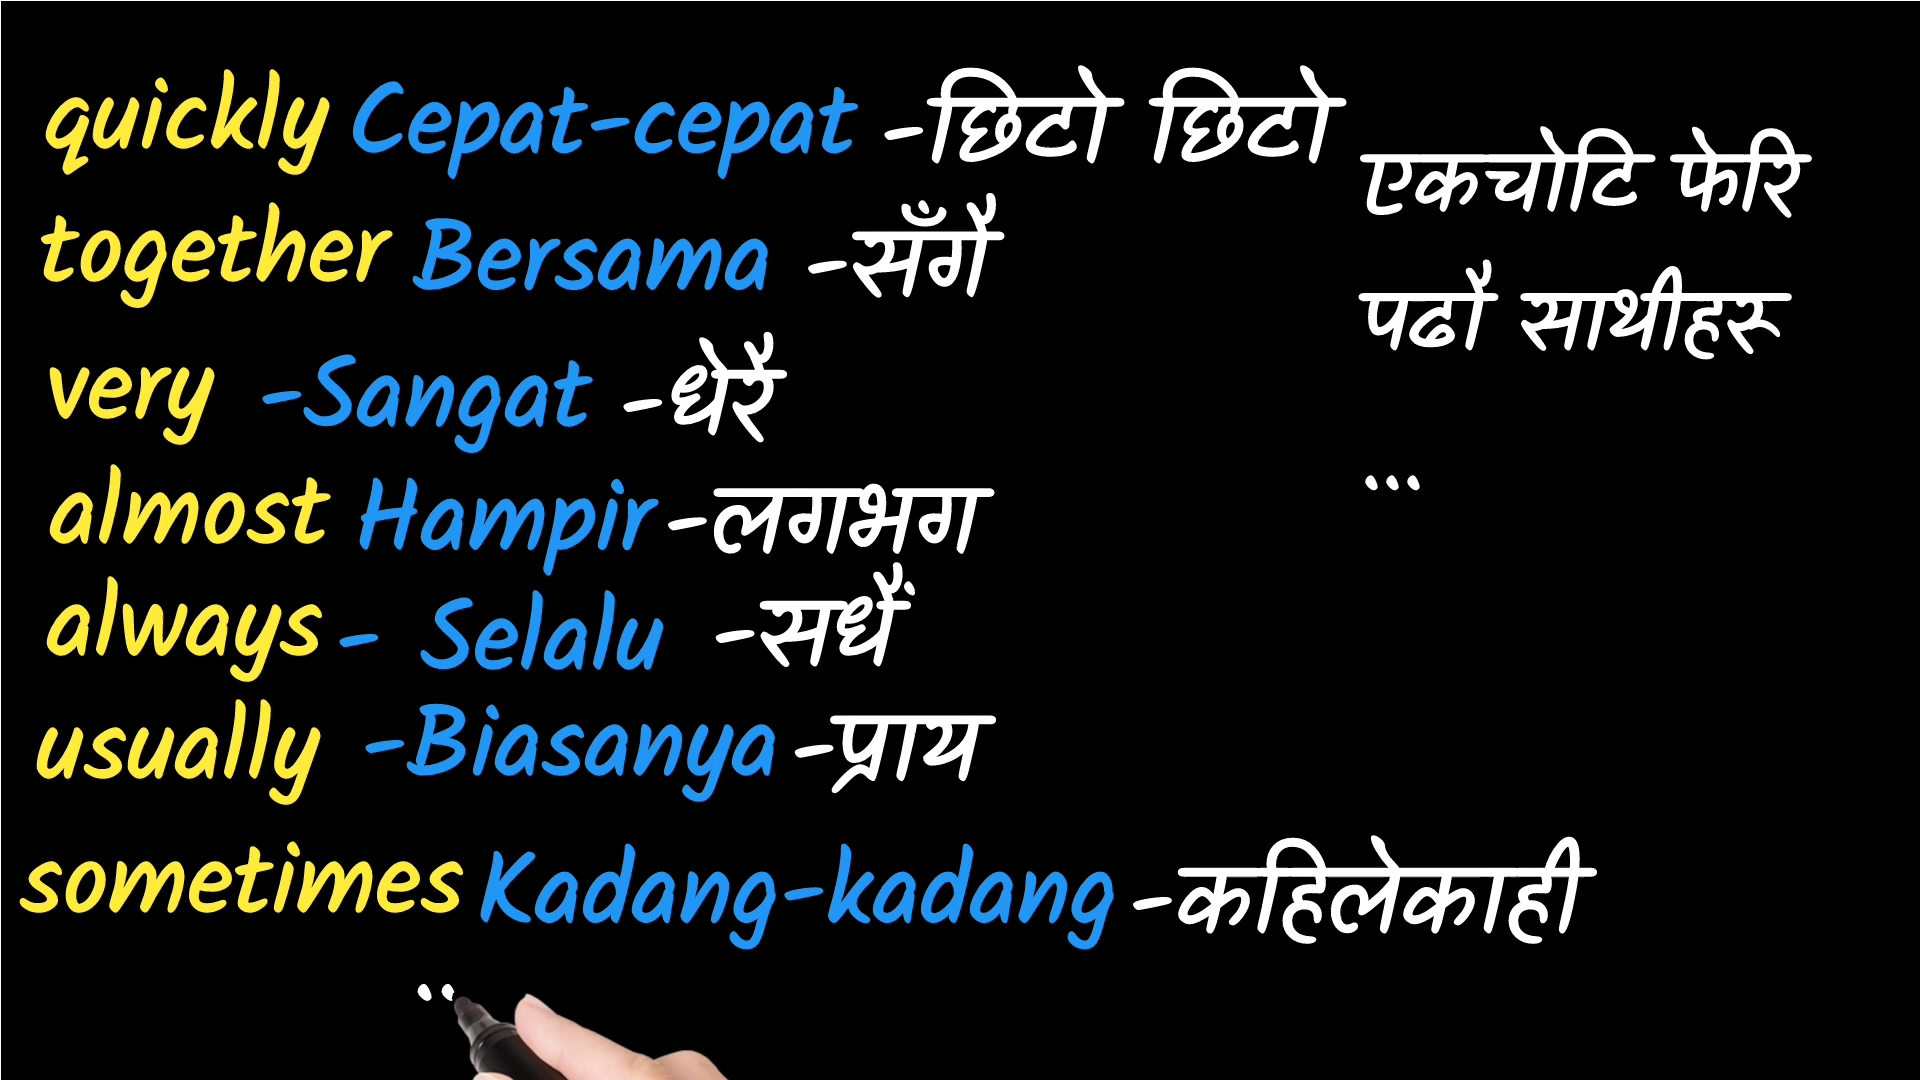 quickly Cepat-cepat -छिटो छिटो
together Bersama -सँगै
very -Sangat -धेरै
almost Hampir -लगभग
always - Selalu -सधैं
usually -Biasanya -प्राय
sometimes Kadang-kadang -कहिलेकाही
..
एकचोटि फेरि
पढौ साथीहरू
...